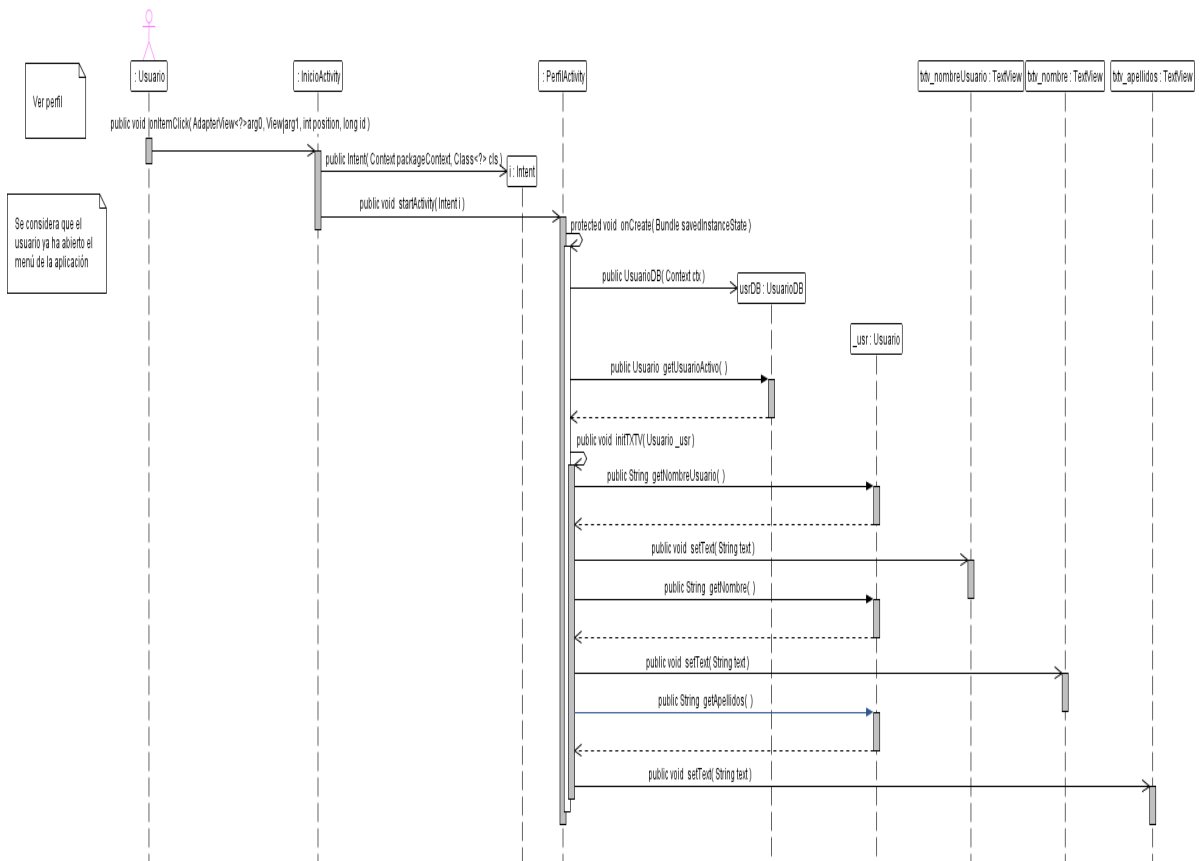 : Usuario
: InicioActivity
: PerfilActivity
txtv_nombreUsuario : TextView
txtv_nombre : TextView
txtv_apellidos : TextView
Ver perfil
public void IonItemClick( AdapterView<?>arg0, View|arg1, int position, long id )
public Intent( Context packageContext, Class<?> cls )
i : Intent
public void startActivity( Intent i )
Se considera que el
usuario ya ha abierto el
menú de la aplicación
protected void onCreate( Bundle savedInstanceState )
public UsuarioDB( Context ctx )
usrDB : UsuarioDB
_usr : Usuario
public Usuario getUsuarioActivo( )
public void initTXTV( Usuario _usr )
public String getNombreUsuario( )
public void setText( String text )
public String getNombre( )
public void setText( String text )
public String getApellidos( )
public void setText( String text )